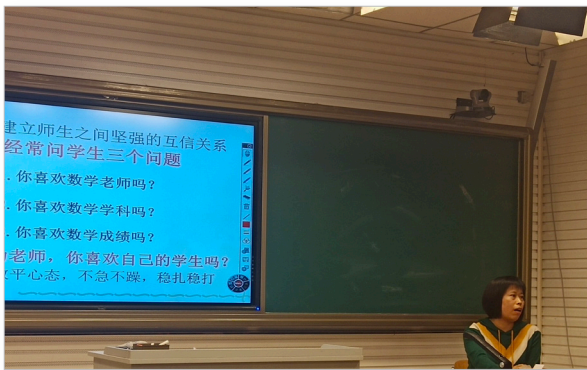 建立师生之间坚强的互信关系
经常问学生三个问题
. 你喜欢数学老师吗?
. 你喜欢数学学科吗?
. 你喜欢数学成绩吗?
老师，你喜欢自己的学生吗?
平心态，不急不躁，稳扎稳打